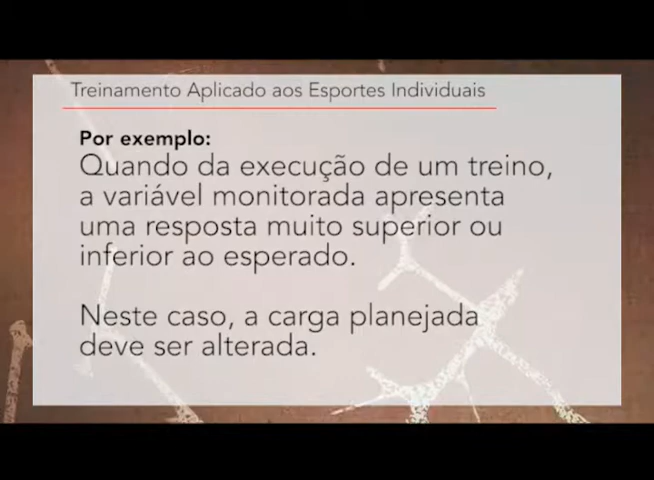 Treinamento Aplicado aos Esportes Individuais
Por exemplo:
Quando da execução de um treino,
a variável monitorada apresenta
uma resposta muito superior ou
inferior ao esperado.
Neste caso, a carga planejada
deve ser alterada.